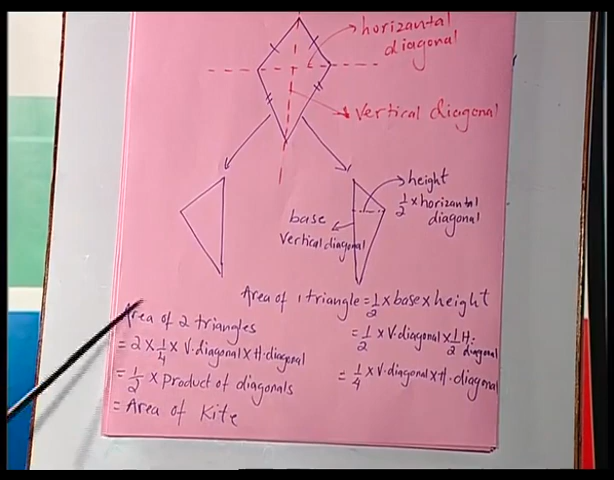 horizantal
diagonal
vertical diagonal
height
1/2 × horizantal
diagonal
base
Vertical diagonal
Area of 1 triangle = 1/2 × base × height
= 1/2 × V.diagonal × 1/2 H.
diagonal
= 1/4 × V.diagonal × H.diagonal
Area of 2 triangles
= 2 × 1/4 × V.diagonal × H.diagonal
= 1/2 × Product of diagonals
= Area of Kite